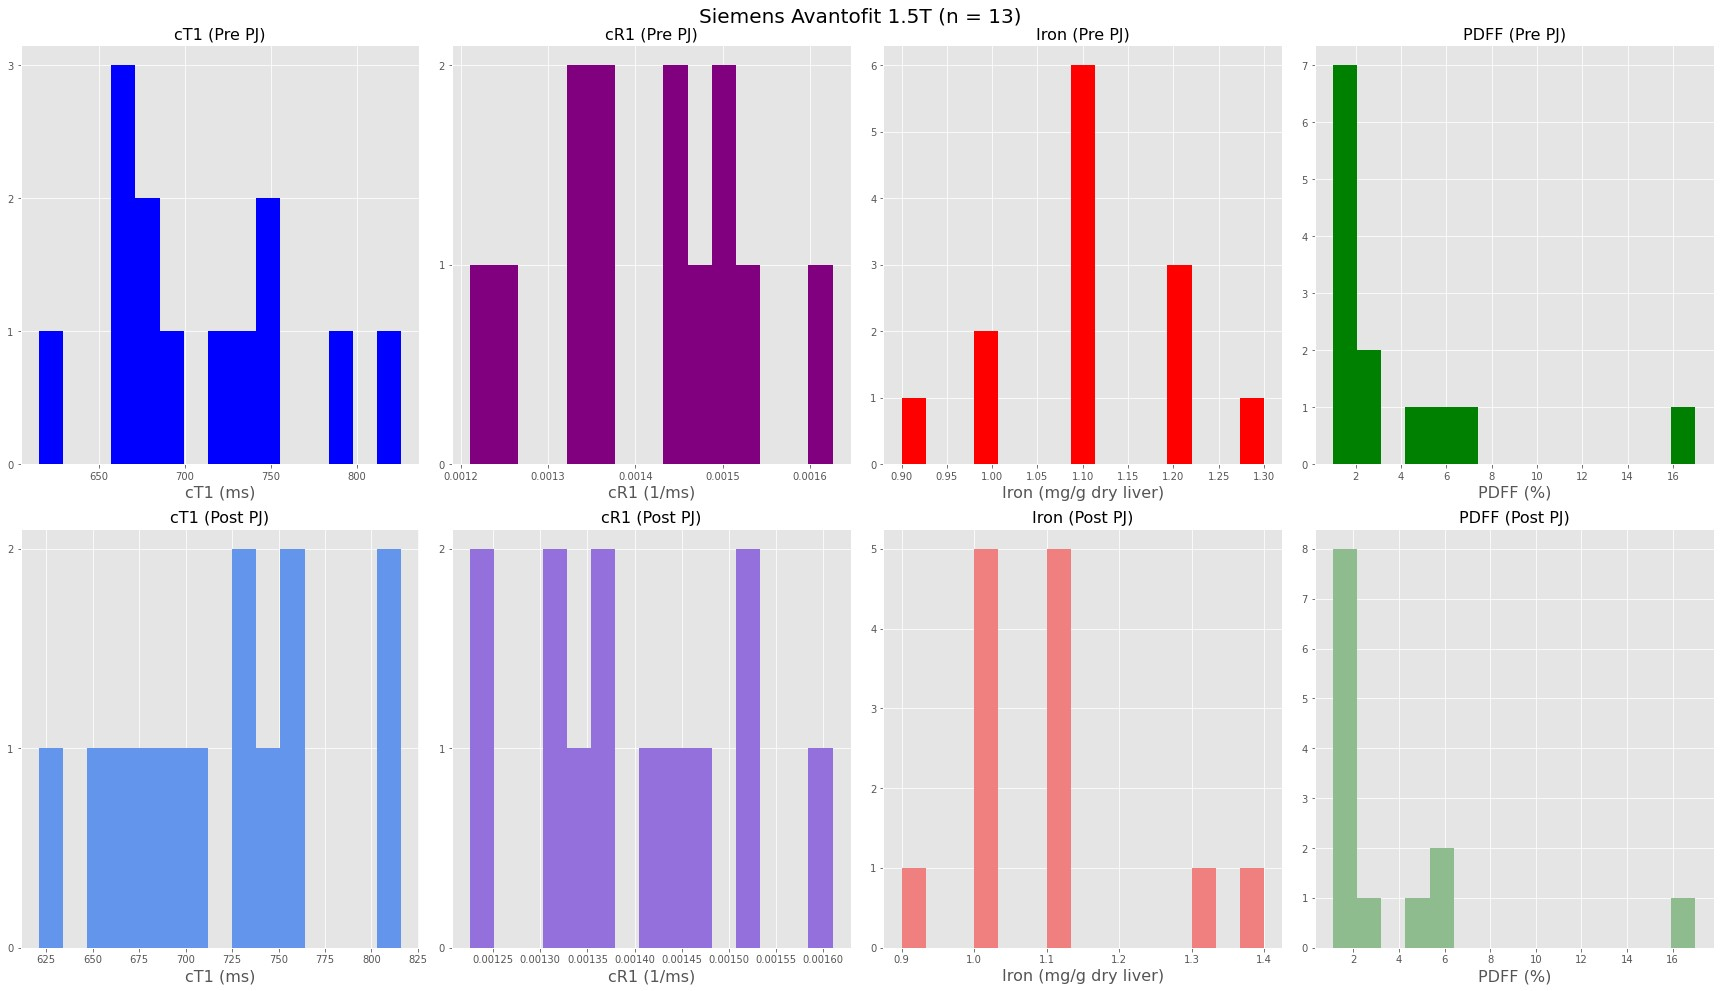 Siemens Avantofit 1.5T (n = 13)
cT1 (Pre PJ)
3
2
1
0
650 700 750 800
cT1 (ms)
cR1 (Pre PJ)
2
1
0
0.0012 0.0013 0.0014 0.0015 0.0016
cR1 (1/ms)
Iron (Pre PJ)
6
5
4
3
2
1
0
0.90 0.95 1.00 1.05 1.10 1.15 1.20 1.25 1.30
Iron (mg/g dry liver)
PDFF (Pre PJ)
7
6
5
4
3
2
1
0
2 4 6 8 10 12 14 16
PDFF (%)
cT1 (Post PJ)
2
1
0
625 650 675 700 725 750 775 800 825
cT1 (ms)
cR1 (Post PJ)
2
1
0
0.00125 0.00130 0.00135 0.00140 0.00145 0.00150 0.00155 0.00160
cR1 (1/ms)
Iron (Post PJ)
5
4
3
2
1
0
0.9 1.0 1.1 1.2 1.3 1.4
Iron (mg/g dry liver)
PDFF (Post PJ)
8
7
6
5
4
3
2
1
0
2 4 6 8 10 12 14 16
PDFF (%)